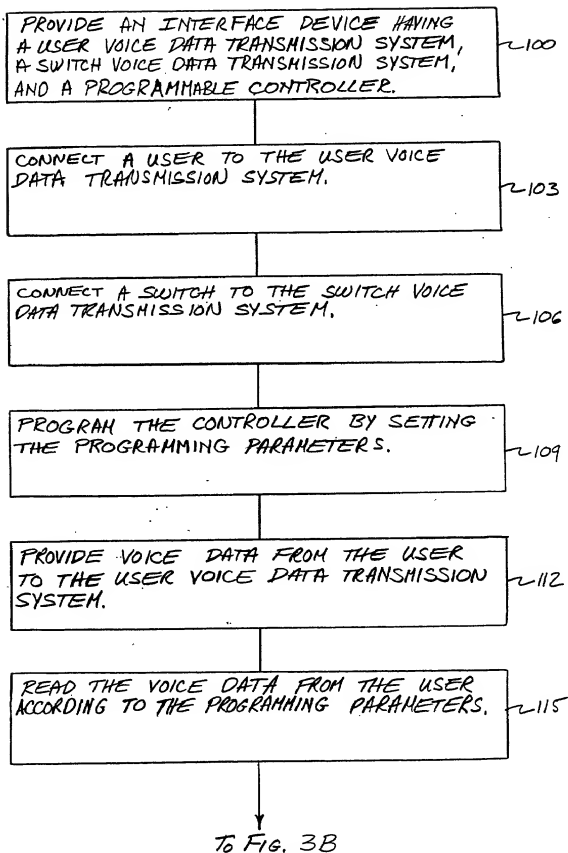 PROVIDE AN INTERFACE DEVICE HAVING
A USER VOICE DATA TRANSMISSION SYSTEM,
A SWITCH VOICE DATA TRANSMISSION SYSTEM,
AND A PROGRAMMABLE CONTROLLER.
100
CONNECT A USER TO THE USER VOICE
DATA TRANSMISSION SYSTEM.
103
CONNECT A SWITCH TO THE SWITCH VOICE
DATA TRANSMISSION SYSTEM.
106
PROGRAM THE CONTROLLER BY SETTING
THE PROGRAMMING PARAMETERS.
109
PROVIDE VOICE DATA FROM THE USER
TO THE USER VOICE DATA TRANSMISSION
SYSTEM.
112
READ THE VOICE DATA FROM THE USER
ACCORDING TO THE PROGRAMMING PARAMETERS.
115
TO FIG. 3B